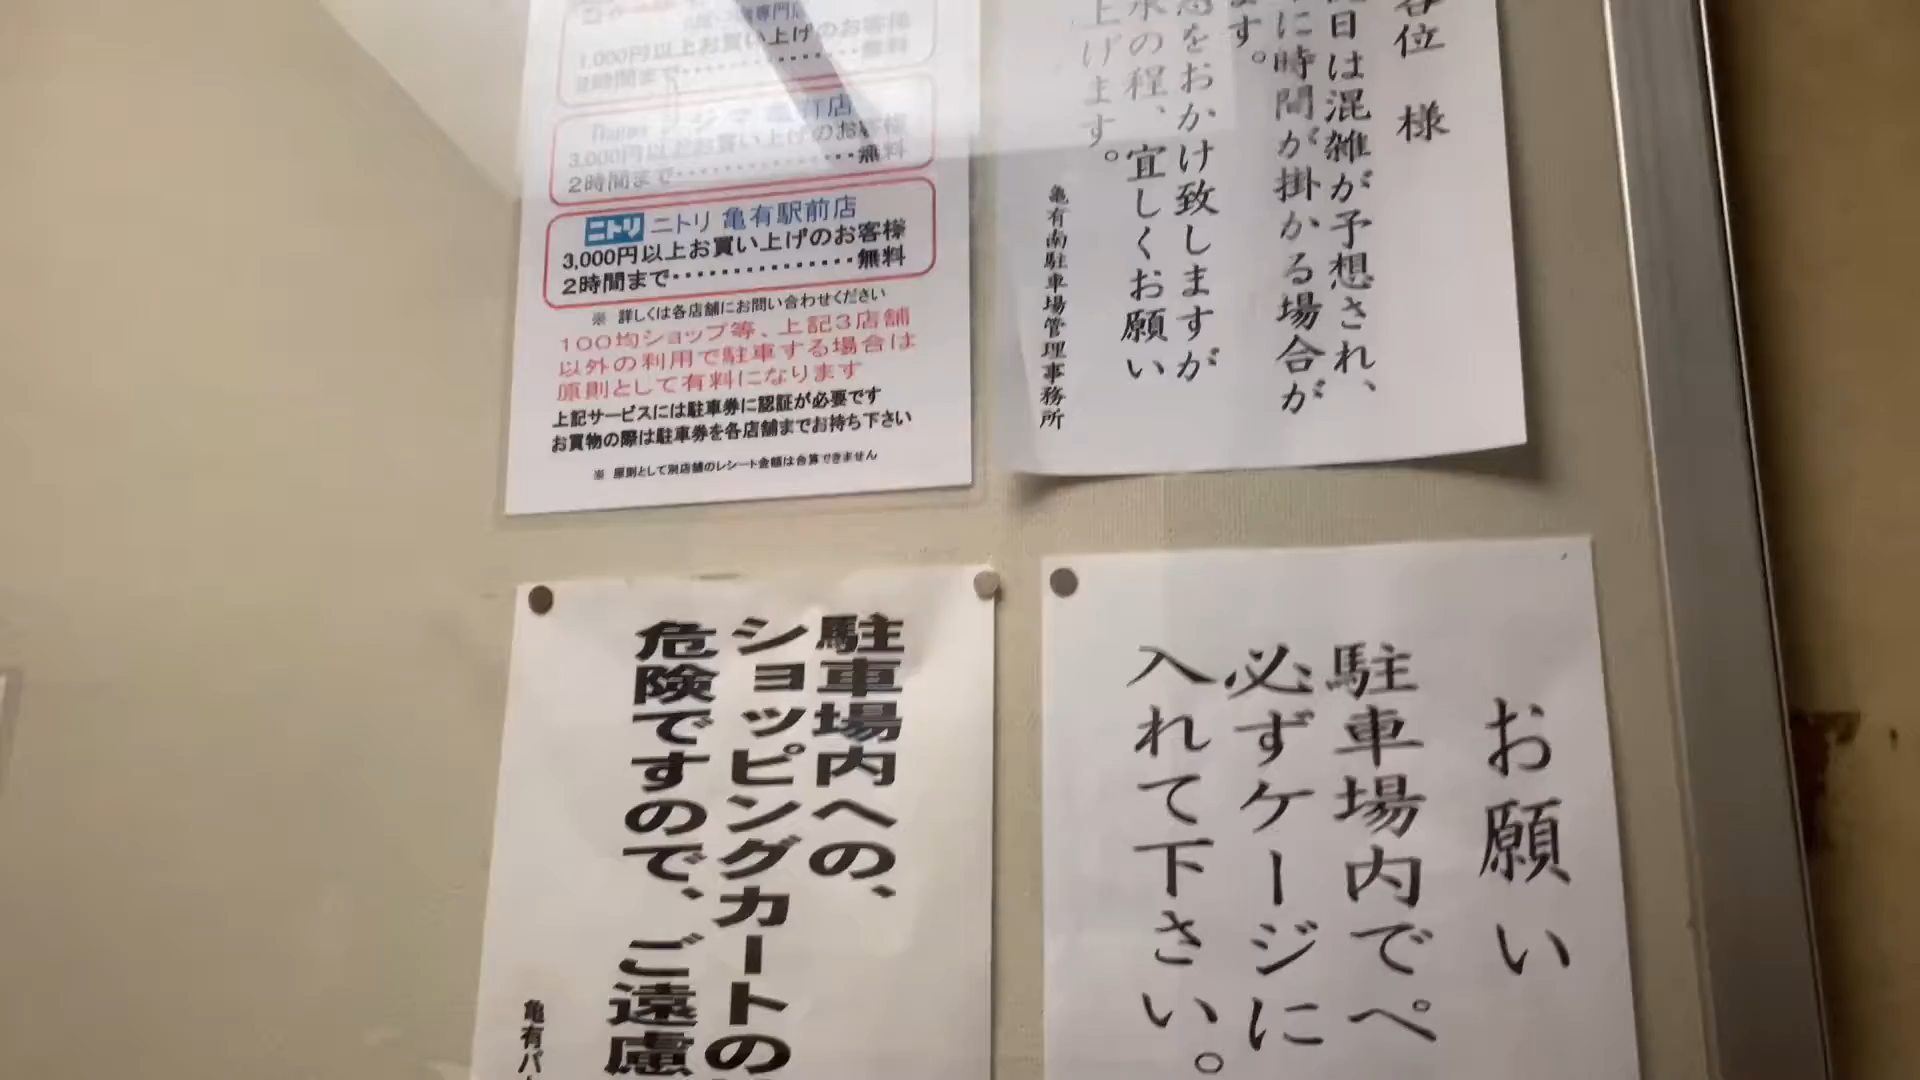 専門店
1,000円以上お買い上げのお客様
2時間まで・・・・・・・・・・・・・・・無料
亀有店
3,000円以上お買い上げのお客様
2時間まで・・・・・・・・・・・・・・・無料
ニトリ ニトリ 亀有駅前店
3,000円以上お買い上げのお客様
2時間まで・・・・・・・・・・・・・・・無料
※ 詳しくは各店舗にお問い合わせください
100均ショップ等、上記3店舗
以外の利用で駐車する場合は
原則として有料になります
上記サービスには駐車券に認証が必要です
お買物の際は駐車券を各店舗までお持ち下さい
※ 原則として別店舗のレシート金額は合算できません
各位 様
日は混雑が予想され、
に時間が掛かる場合が
ます。
をおかけ致しますが
の程、宜しくお願い
上げます。
亀有南駐車場管理事務所
駐車場内への、
ショッピングカートの
危険ですので、ご遠慮
亀有パ
お願い
駐車場内でペ
必ずケージに
入れて下さい。